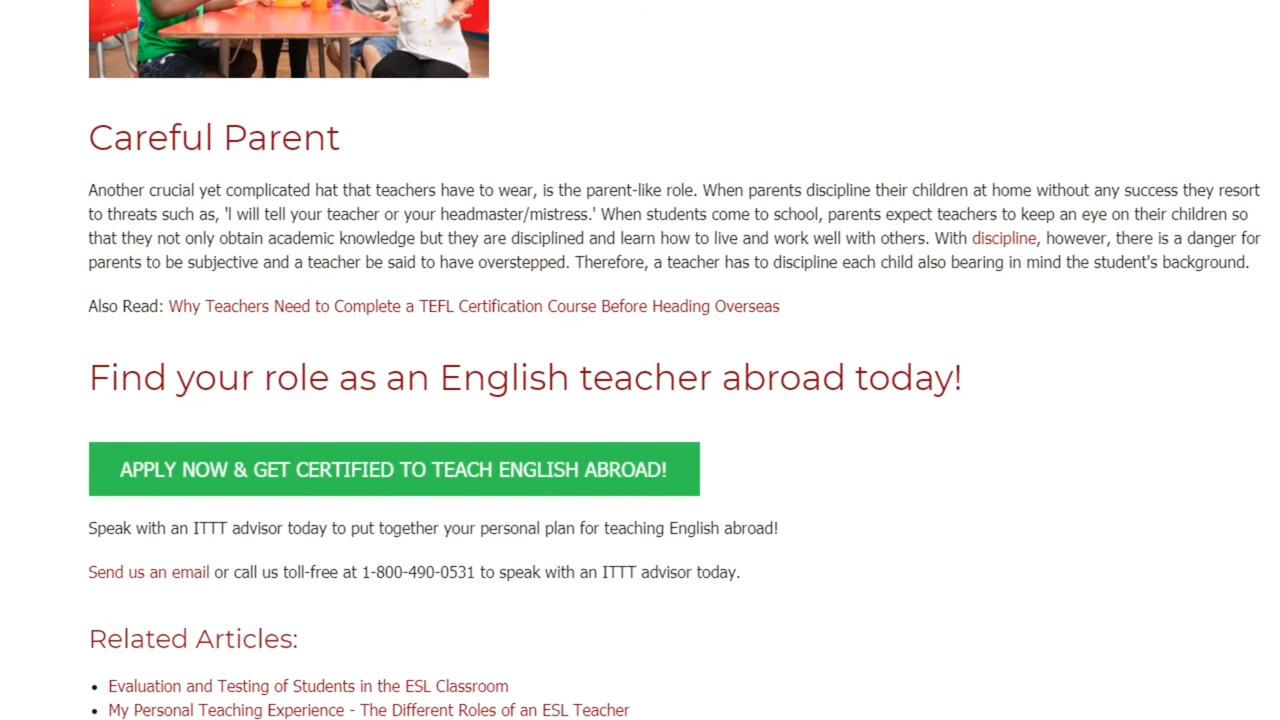 Careful Parent
Another crucial yet complicated hat that teachers have to wear, is the parent-like role. When parents discipline their children at home without any success they resort
to threats such as, 'I will tell your teacher or your headmaster/mistress.' When students come to school, parents expect teachers to keep an eye on their children so
that they not only obtain academic knowledge but they are disciplined and learn how to live and work well with others. With discipline, however, there is a danger for
parents to be subjective and a teacher be said to have overstepped. Therefore, a teacher has to discipline each child also bearing in mind the student's background.
Also Read: Why Teachers Need to Complete a TEFL Certification Course Before Heading Overseas
Find your role as an English teacher abroad today!
APPLY NOW & GET CERTIFIED TO TEACH ENGLISH ABROAD!
Speak with an ITTT advisor today to put together your personal plan for teaching English abroad!
Send us an email or call us toll-free at 1-800-490-0531 to speak with an ITTT advisor today.
Related Articles:
• Evaluation and Testing of Students in the ESL Classroom
• My Personal Teaching Experience - The Different Roles of an ESL Teacher